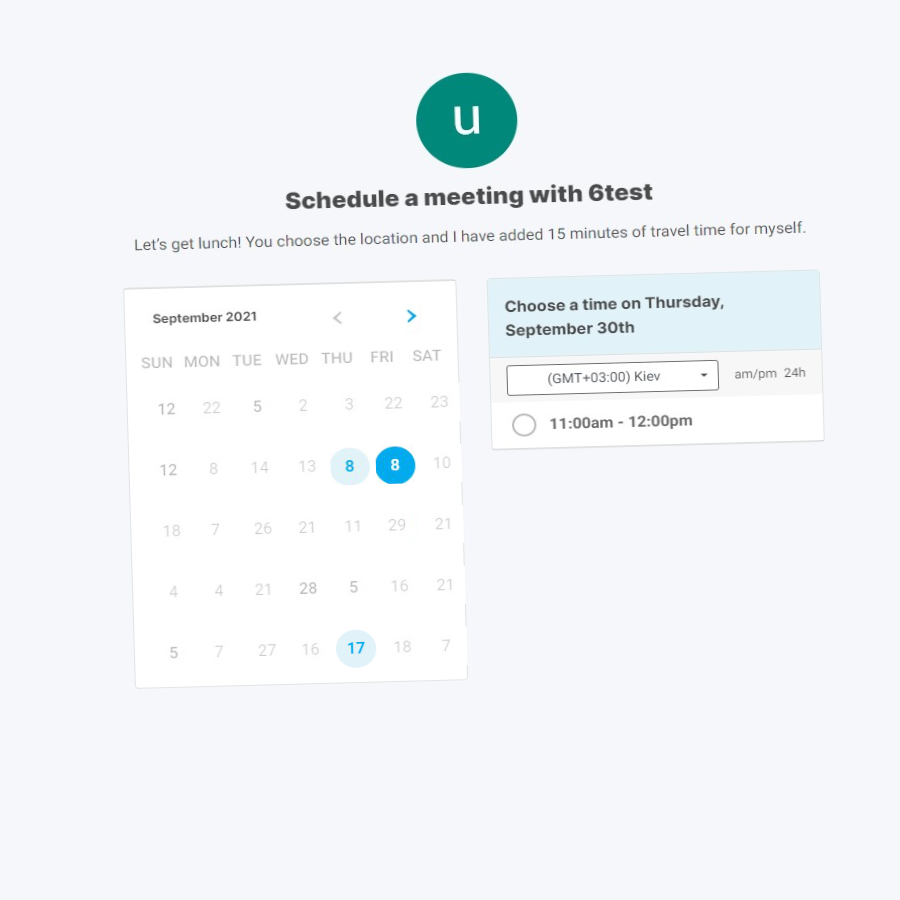 u
Schedule a meeting with 6test
Let's get lunch! You choose the location and I have added 15 minutes of travel time for myself.
September 2021
SUN MON TUE WED THU FRI SAT
12 22 5 2 3 22 23
12 8 14 13 8 8 10
18 7 26 21 11 29 21
4 4 21 28 5 16 21
5 7 27 16 17 18 7
Choose a time on Thursday,
September 30th
(GMT+03:00) Kiev
am/pm 24h
11:00am - 12:00pm